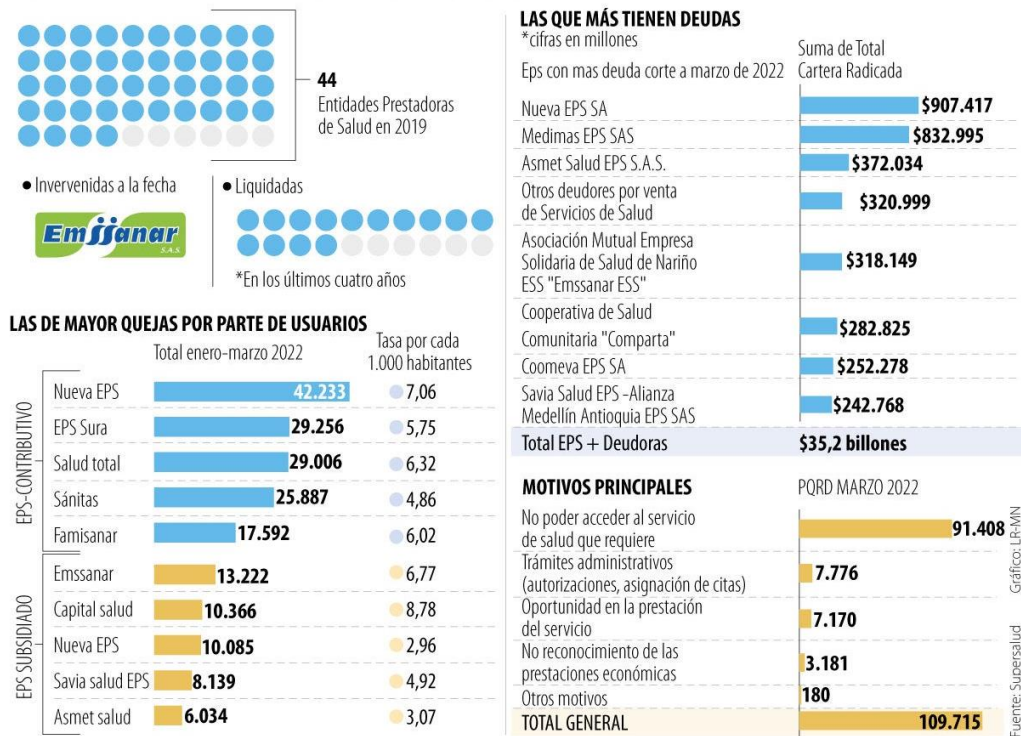 44
Entidades Prestadoras
de Salud en 2019
• Invervenidas a la fecha
Emssanar
S.A.S.
• Liquidadas
*En los últimos cuatro años
LAS DE MAYOR QUEJAS POR PARTE DE USUARIOS
Total enero-marzo 2022
Tasa por cada
1.000 habitantes
EPS-CONTRIBUTIVO
Nueva EPS 42.233 7,06
EPS Sura 29.256 5,75
Salud total 29.006 6,32
Sánitas 25.887 4,86
Famisanar 17.592 6,02
EPS SUBSIDIADO
Emssanar 13.222 6,77
Capital salud 10.366 8,78
Nueva EPS 10.085 2,96
Savia salud EPS 8.139 4,92
Asmet salud 6.034 3,07
LAS QUE MÁS TIENEN DEUDAS
*cifras en millones
Eps con mas deuda corte a marzo de 2022
Suma de Total
Cartera Radicada
Nueva EPS SA $907.417
Medimas EPS SAS $832.995
Asmet Salud EPS S.A.S. $372.034
Otros deudores por venta
de Servicios de Salud $320.999
Asociación Mutual Empresa
Solidaria de Salud de Nariño $318.149
ESS "Emssanar ESS"
Cooperativa de Salud
Comunitaria "Comparta" $282.825
Coomeva EPS SA $252.278
Savia Salud EPS -Alianza
Medellín Antioquia EPS SAS $242.768
Total EPS + Deudoras $35,2 billones
MOTIVOS PRINCIPALES PQRD MARZO 2022
No poder acceder al servicio
de salud que requiere 91.408
Trámites administrativos
(autorizaciones, asignación de citas) 7.776
Oportunidad en la prestación
del servicio 7.170
No reconocimiento de las
prestaciones económicas 3.181
Otros motivos 180
TOTAL GENERAL 109.715
Fuente: Supersalud
Gráfico: LR-MN